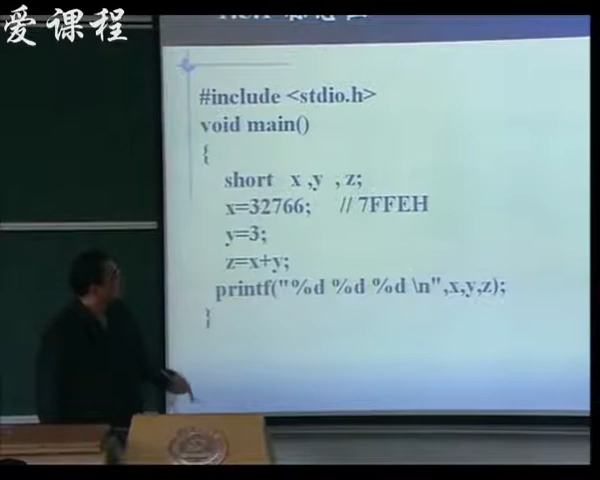 爱课程
#include <stdio.h>
void main()
{
short x ,y , z;
x=32766; // 7FFEH
y=3;
z=x+y;
printf("%d %d %d \n",x,y,z);
}